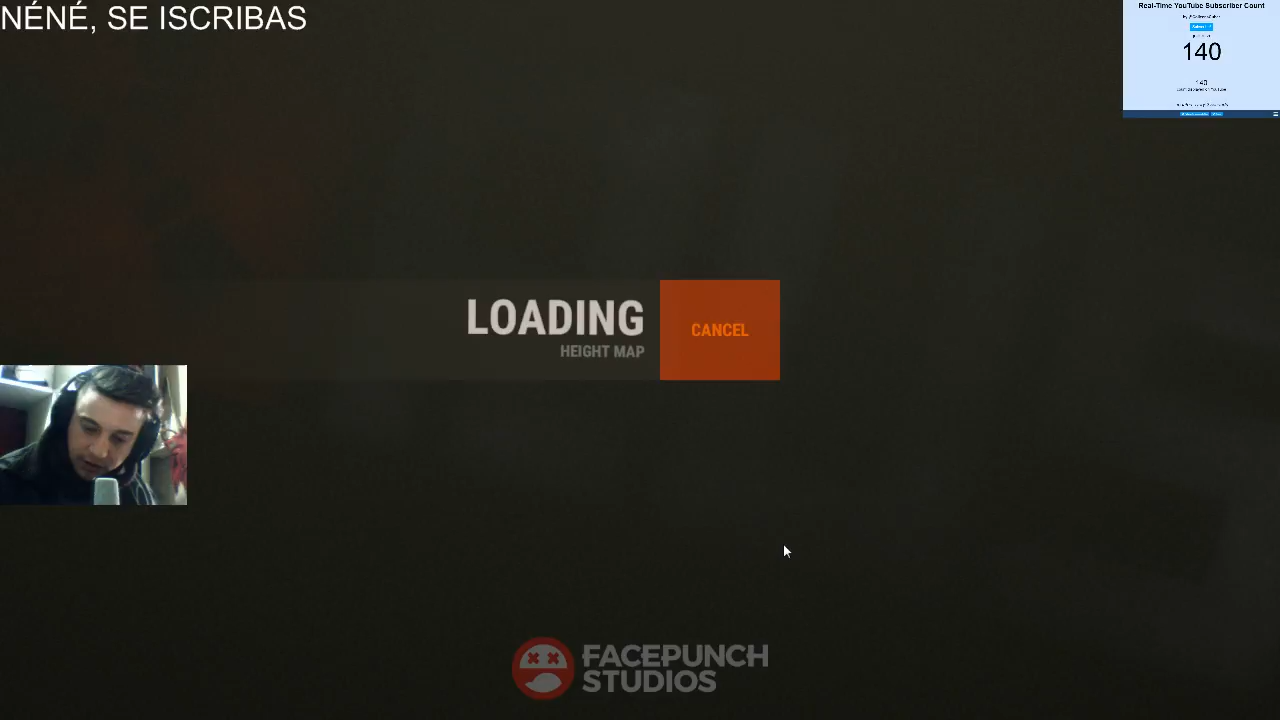 NÉNÉ, SE ISCRIBAS
Real-Time YouTube Subscriber Count
140
LOADING
HEIGHT MAP
CANCEL
FACEPUNCH
STUDIOS